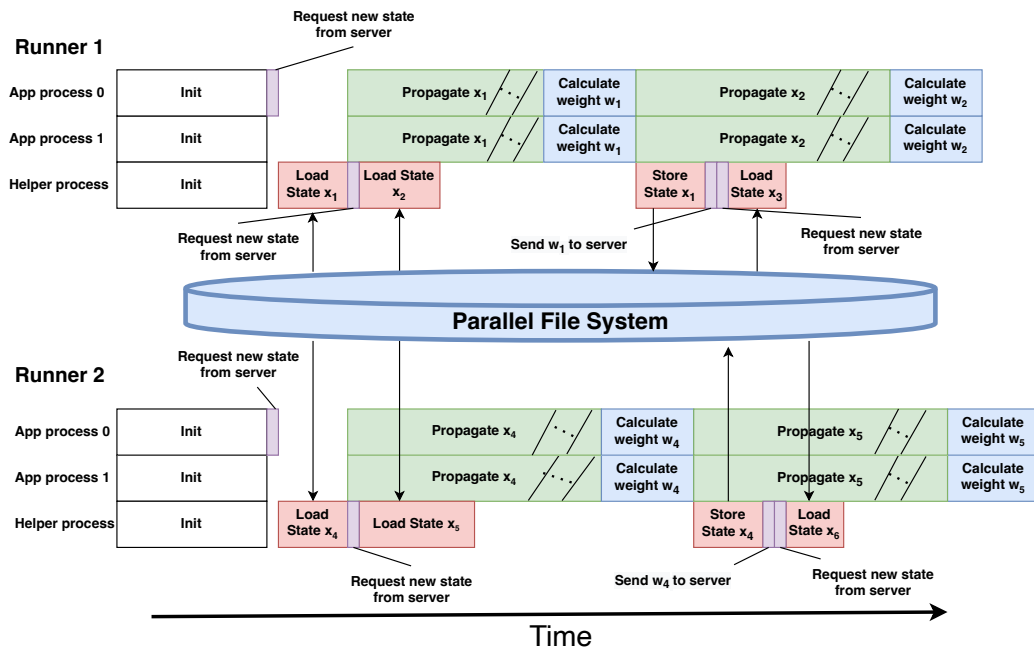 Request new state
from server
Runner 1
App process 0
Init
Propagate x₁
Calculate
weight w₁
Propagate x₂
Calculate
weight w₂
App process 1
Init
Propagate x₁
Calculate
weight w₁
Propagate x₂
Calculate
weight w₂
Helper process
Init
Load
State x₁
Load State
x₂
Store
State x₁
Load
State x₃
Request new state
from server
Send w₁ to server
Request new state
from server
Parallel File System
Request new state
from server
Runner 2
App process 0
Init
Propagate x₄
Calculate
weight w₄
Propagate x₅
Calculate
weight w₅
App process 1
Init
Propagate x₄
Calculate
weight w₄
Propagate x₅
Calculate
weight w₅
Helper process
Init
Load
State x₄
Load State x₅
Store
State x₄
Load
State x₆
Request new state
from server
Send w₄ to server
Request new state
from server
Time